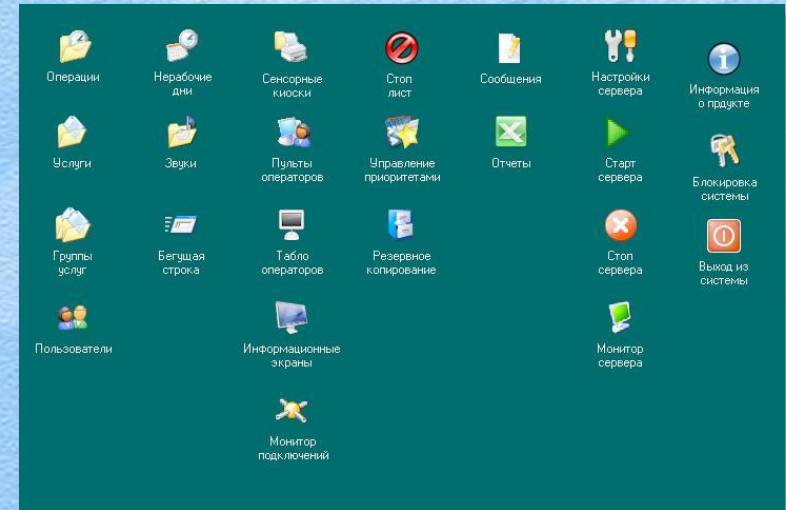 Операции
Нерабочие
дни
Сенсорные
киоски
Стоп
лист
Сообщения
Настройки
сервера
Информация
о прдукте
Услуги
Звуки
Пульты
операторов
Управление
приоритетами
Отчеты
Старт
сервера
Блокировка
системы
Группы
услуг
Бегущая
строка
Табло
операторов
Резервное
копирование
Стоп
сервера
Выход из
системы
Пользователи
Информационные
экраны
Монитор
сервера
Монитор
подключений